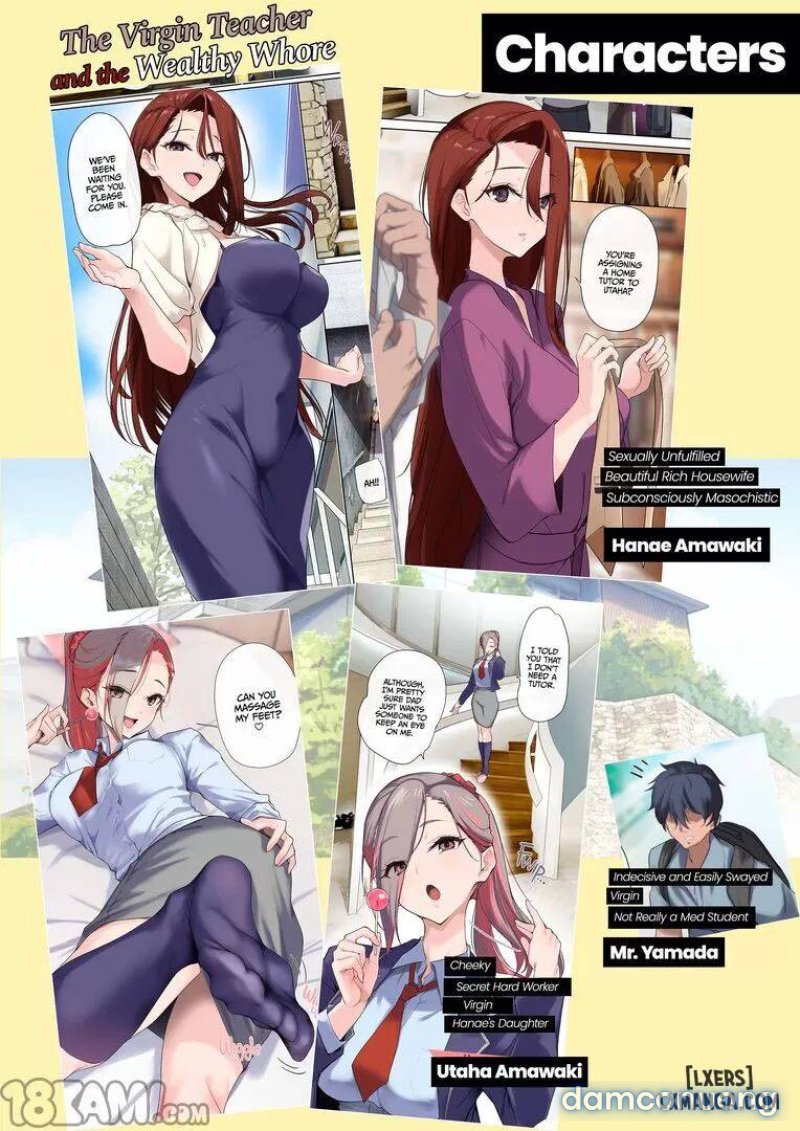 The Virgin Teacher
and the Wealthy Whore
Characters
WE'VE
BEEN
WAITING
FOR YOU.
PLEASE
COME IN.
AH!!
YOU'RE
ASSIGNING
A HOME
TUTOR TO
UTAHA?
Sexually Unfulfilled
Beautiful Rich Housewife
Subconsciously Masochistic
Hanae Amawaki
CAN YOU
MASSAGE
MY FEET?
♡
Wiggle
I TOLD
YOU THAT
I DON'T
NEED A
TUTOR.
ALTHOUGH,
I'M PRETTY
SURE DAD
JUST WANTS
SOMEONE TO
KEEP AN EYE
ON ME.
FWP...
Cheeky
Secret Hard Worker
Virgin
Hanae's Daughter
Utaha Amawaki
Indecisive and Easily Swayed
Virgin
Not Really a Med Student
Mr. Yamada
18KAMI.COM
[LXERS]